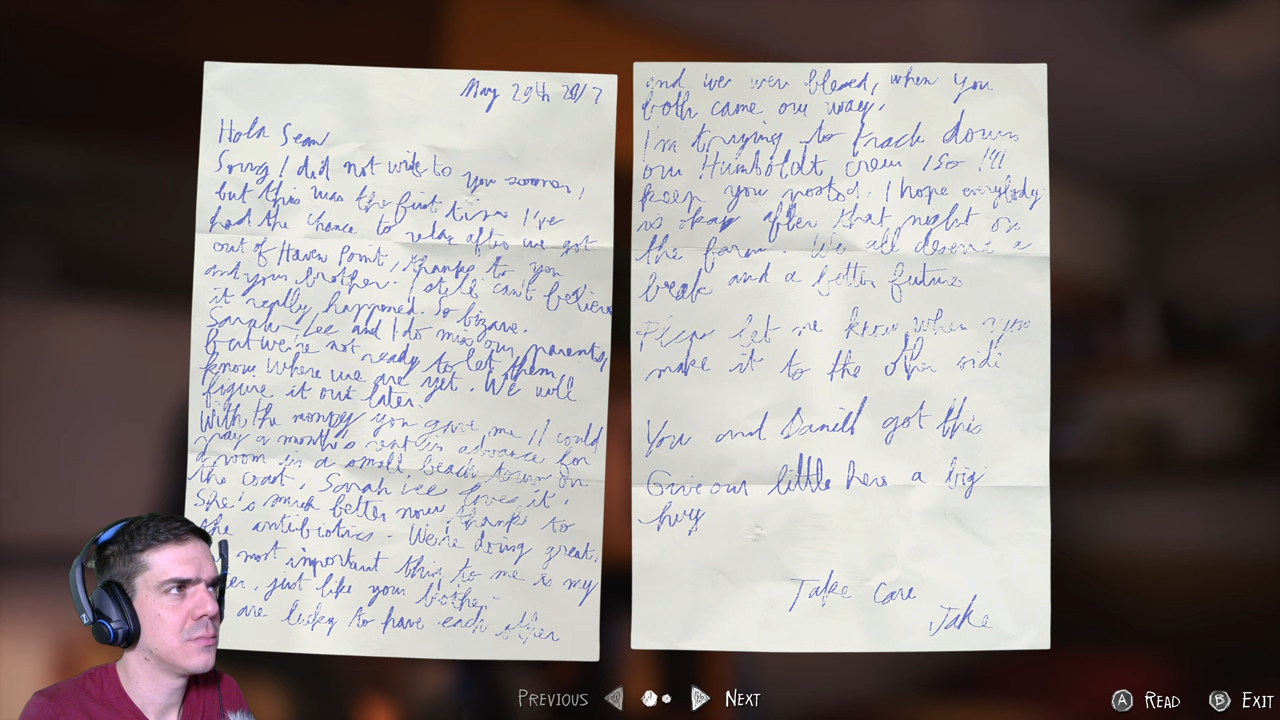 May 29th 2017
Hola Sean
Sorry I did not write to you sooner,
but this was the first time I've
had the chance to relax after we got
out of Haven Point, thanks to you
and your brother. I still can't believe
it really happened. So bizare.
Sarah-Lee and I do miss our parents,
but we're not ready to let them
know where we are yet. We will
figure it out later.
With the money you gave me I could
pay a month's rent in advance for
a room in a small beach town on
the coast, Sarah Lee loves it.
She's much better now, thanks to
the antibiotics. We're doing great.
most important thing to me is my
just like your brother.
are lucky to have each other
and we were blessed, when you
both came our way.
I'm trying to track down
our Humboldt crew so I'll
keep you posted. I hope everybody
is okay after that night on
the farm. We all deserve a
break and a better future
Please let me know when you
make it to the other side
You and Daniel got this
Give our little hero a big
hug
Take Care
Jake
PREVIOUS NEXT
A READ B EXIT